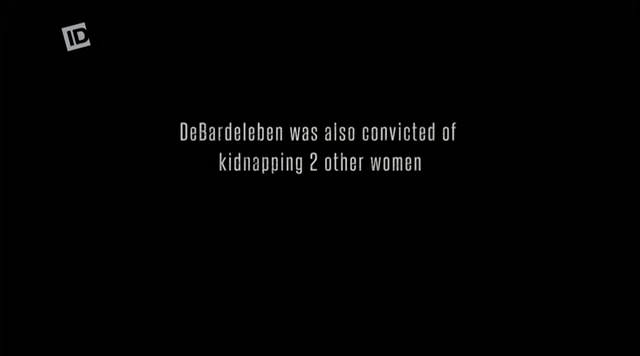 ID
DeBardeleben was also convicted of
kidnapping 2 other women